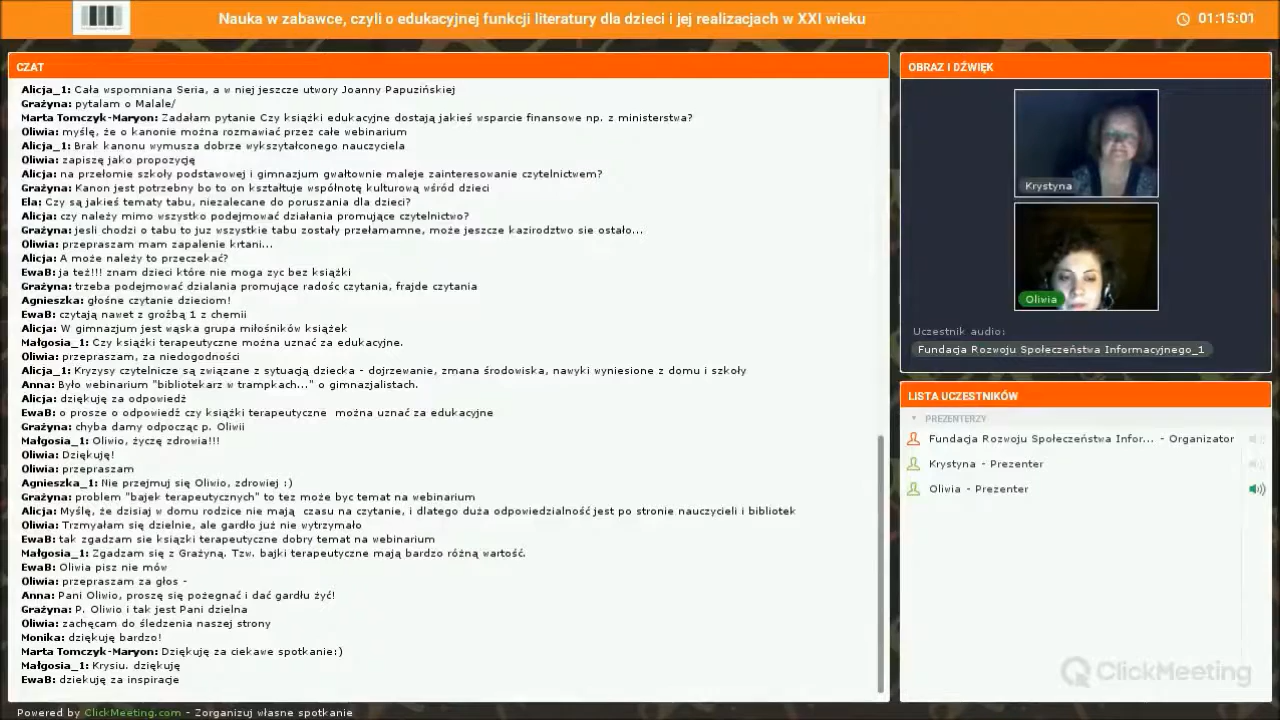 Nauka w zabawce, czyli o edukacyjnej funkcji literatury dla dzieci i jej realizacjach w XXI wieku
01:15:01
CZAT
Alicja_1: Cała wspomniana Seria, a w niej jeszcze utwory Joanny Papuzińskiej
Grażyna: pytalam o Malale/
Marta Tomczyk-Maryon: Zadałam pytanie Czy książki edukacyjne dostają jakieś wsparcie finansowe np. z ministerstwa?
Oliwia: myślę, że o kanonie można rozmawiać przez całe webinarium
Alicja_1: Brak kanonu wymusza dobrze wykształconego nauczyciela
Oliwia: zapiszę jako propozycję
Alicja: na przełomie szkoły podstawowej i gimnazjum gwałtownie maleje zainteresowanie czytelnictwem?
Grażyna: Kanon jest potrzebny bo to on kształtuje wspólnotę kulturową wśród dzieci
Ela: Czy są jakieś tematy tabu, niezalecane do poruszania dla dzieci?
Alicja: czy należy mimo wszystko podejmować działania promujące czytelnictwo?
Grażyna: jesli chodzi o tabu to juz wszystkie tabu zostały przełamamne, może jeszcze kazirodztwo sie ostało...
Oliwia: przepraszam mam zapalenie krtani...
Alicja: A może należy to przeczekać?
EwaB: ja też!!! znam dzieci które nie moga zyc bez książki
Grażyna: trzeba podejmować dzialania promujące radośc czytania, frajde czytania
Agnieszka: głośne czytanie dzieciom!
EwaB: czytają nawet z groźbą 1 z chemii
Alicja: W gimnazjum jest wąska grupa miłośników książek
Małgosia_1: Czy książki terapeutyczne można uznać za edukacyjne.
Oliwia: przepraszam, za niedogodności
Alicja_1: Kryzysy czytelnicze są związane z sytuacją dziecka - dojrzewanie, zmana środowiska, nawyki wyniesione z domu i szkoły
Anna: Było webinarium "bibliotekarz w trampkach..." o gimnazjalistach.
Alicja: dziękuję za odpowiedź
EwaB: o prosze o odpowiedź czy książki terapeutyczne  można uznać za edukacyjne
Grażyna: chyba damy odpocząc p. Oliwii
Małgosia_1: Oliwio, życzę zdrowia!!!
Oliwia: Dziękuję!
Oliwia: przepraszam
Agnieszka_1: Nie przejmuj się Oliwio, zdrowiej :)
Grażyna: problem "bajek terapeutycznych" to tez może byc temat na webinarium
Alicja: Myślę, że dzisiaj w domu rodzice nie mają  czasu na czytanie, i dlatego duża odpowiedzialność jest po stronie nauczycieli i bibliotek
Oliwia: Trzmyałam się dzielnie, ale gardło już nie wytrzymało
EwaB: tak zgadzam sie ksiązki terapeutyczne dobry temat na webinarium
Małgosia_1: Zgadzam się z Grażyną. Tzw. bajki terapeutyczne mają bardzo różną wartość.
EwaB: Oliwia pisz nie mów
Oliwia: przepraszam za głos -
Anna: Pani Oliwio, proszę się pożegnać i dać gardłu żyć!
Grażyna: P. Oliwio i tak jest Pani dzielna
Oliwia: zachęcam do śledzenia naszej strony
Monika: dziękuję bardzo!
Marta Tomczyk-Maryon: Dziękuję za ciekawe spotkanie:)
Małgosia_1: Krysiu. dziękuję
EwaB: dziekuję za inspiracje
OBRAZ I DŹWIĘK
Krystyna
Oliwia
Uczestnik audio:
Fundacja Rozwoju Społeczeństwa Informacyjnego_1
LISTA UCZESTNIKÓW
PREZENTERZY
Fundacja Rozwoju Społeczeństwa Infor... - Organizator
Krystyna - Prezenter
Oliwia - Prezenter
ClickMeeting
Powered by ClickMeeting.com - Zorganizuj własne spotkanie